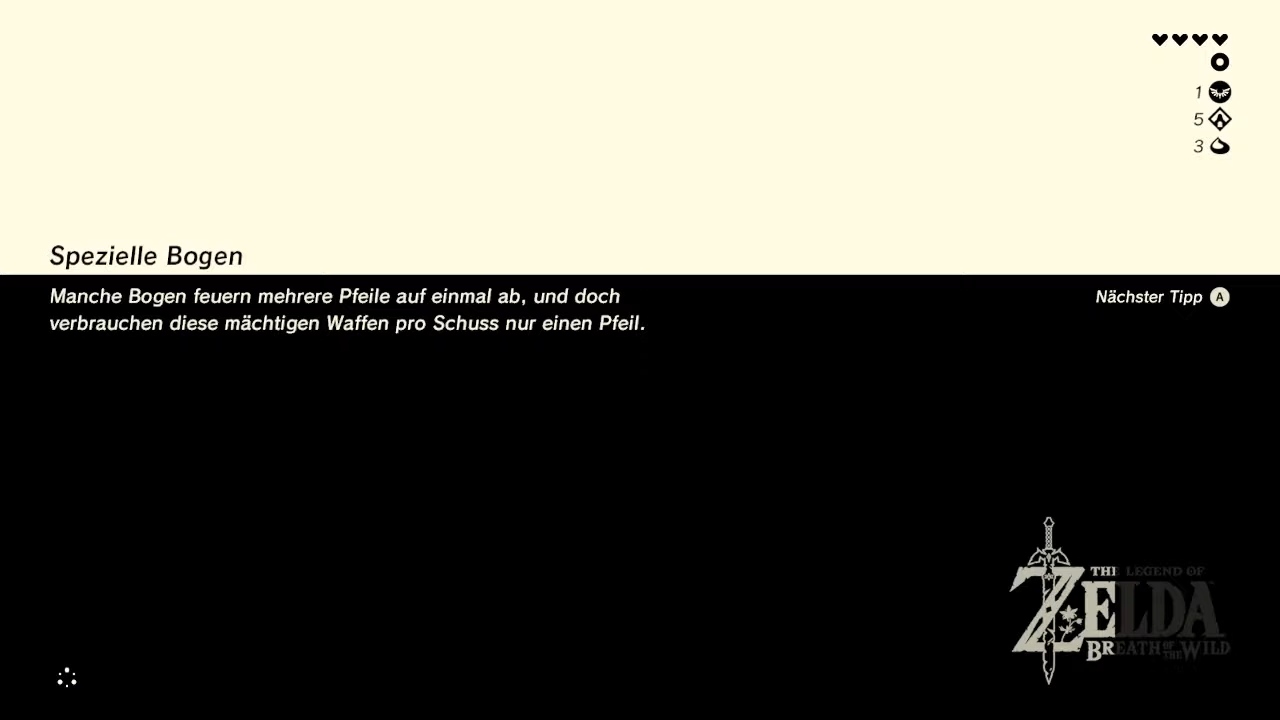 1
5
3
Spezielle Bogen
Manche Bogen feuern mehrere Pfeile auf einmal ab, und doch
verbrauchen diese mächtigen Waffen pro Schuss nur einen Pfeil.
Nächster Tipp A
THE LEGEND OF
ZELDA
BREATH OF THE WILD